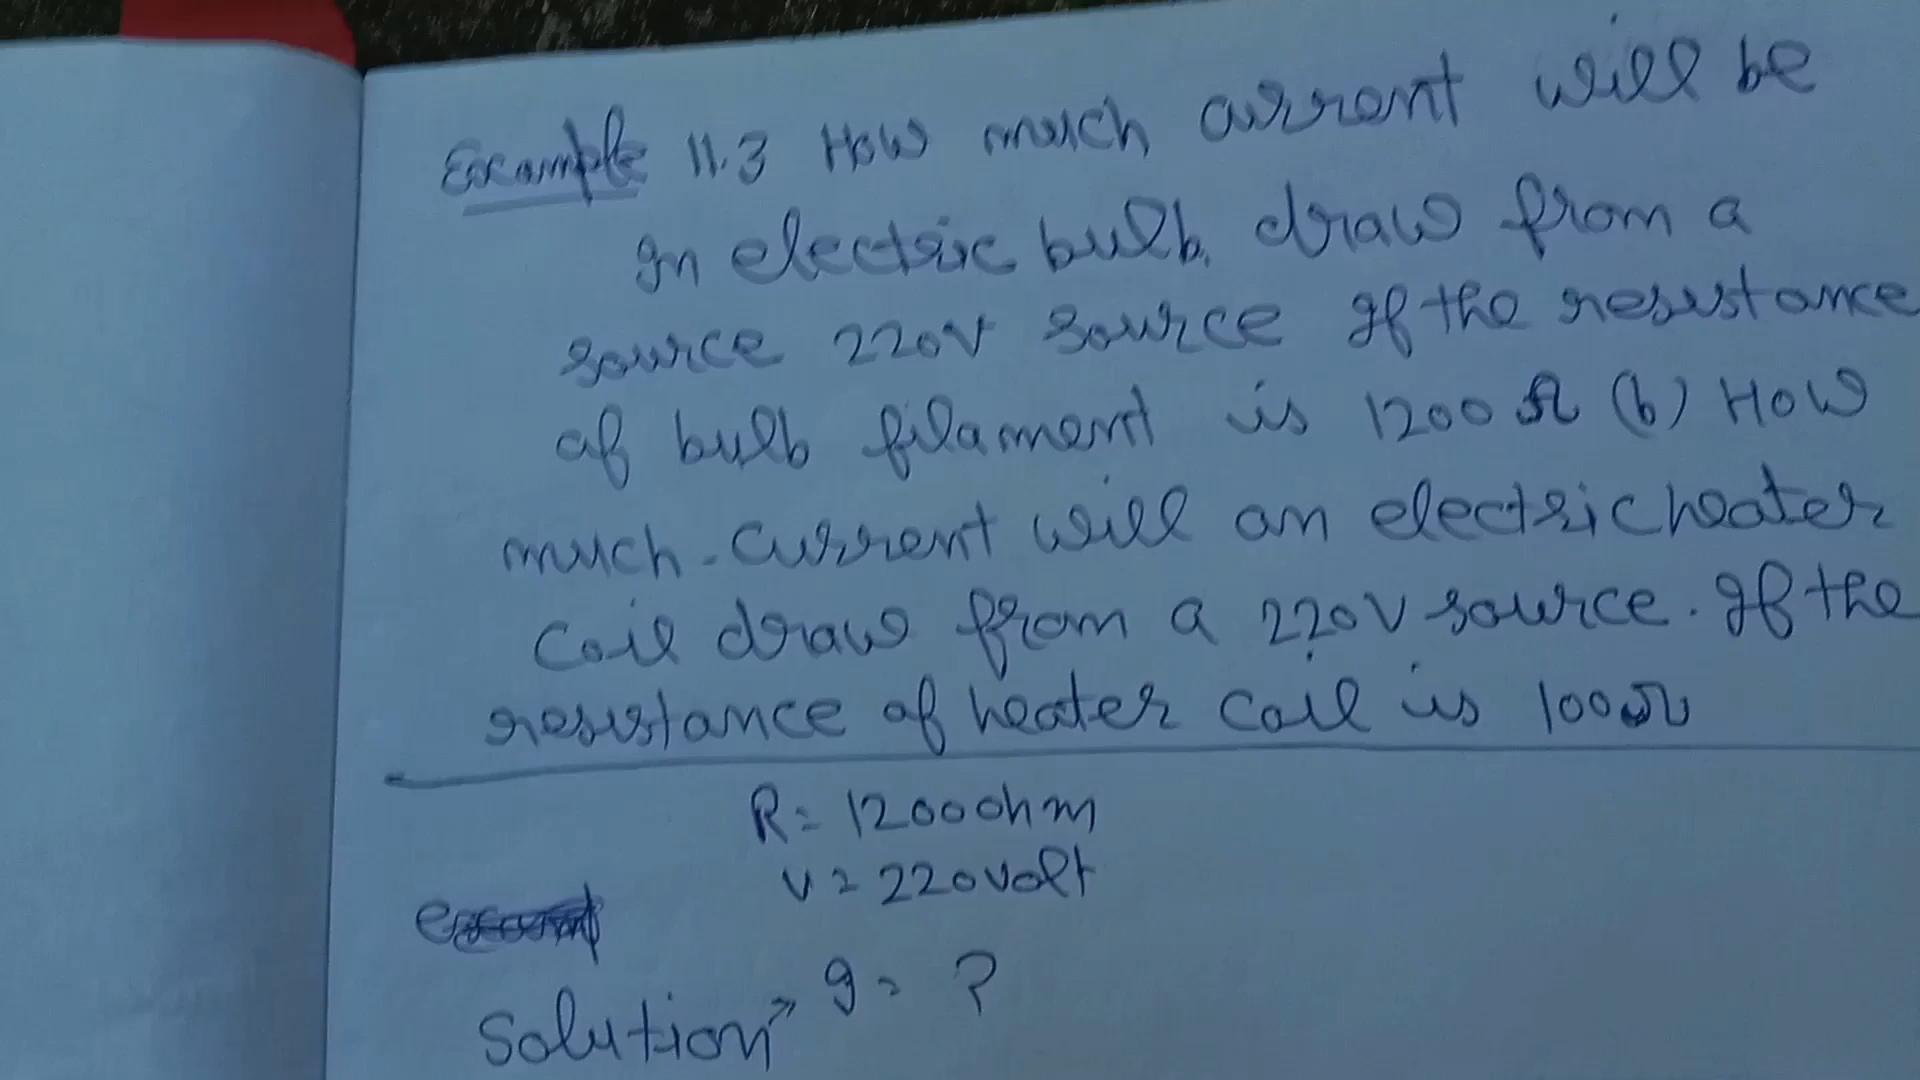 Example 11.3 How much current will be
In electric bulb, draw from a
source 220V source If the resistance
of bulb filament is 1200 Ω (b) How
much. current will an electric heater
coil draw from a 220V source. If the
resistance of heater coil is 100Ω
R = 1200 ohm
V = 220 volt
I = ?
Solution